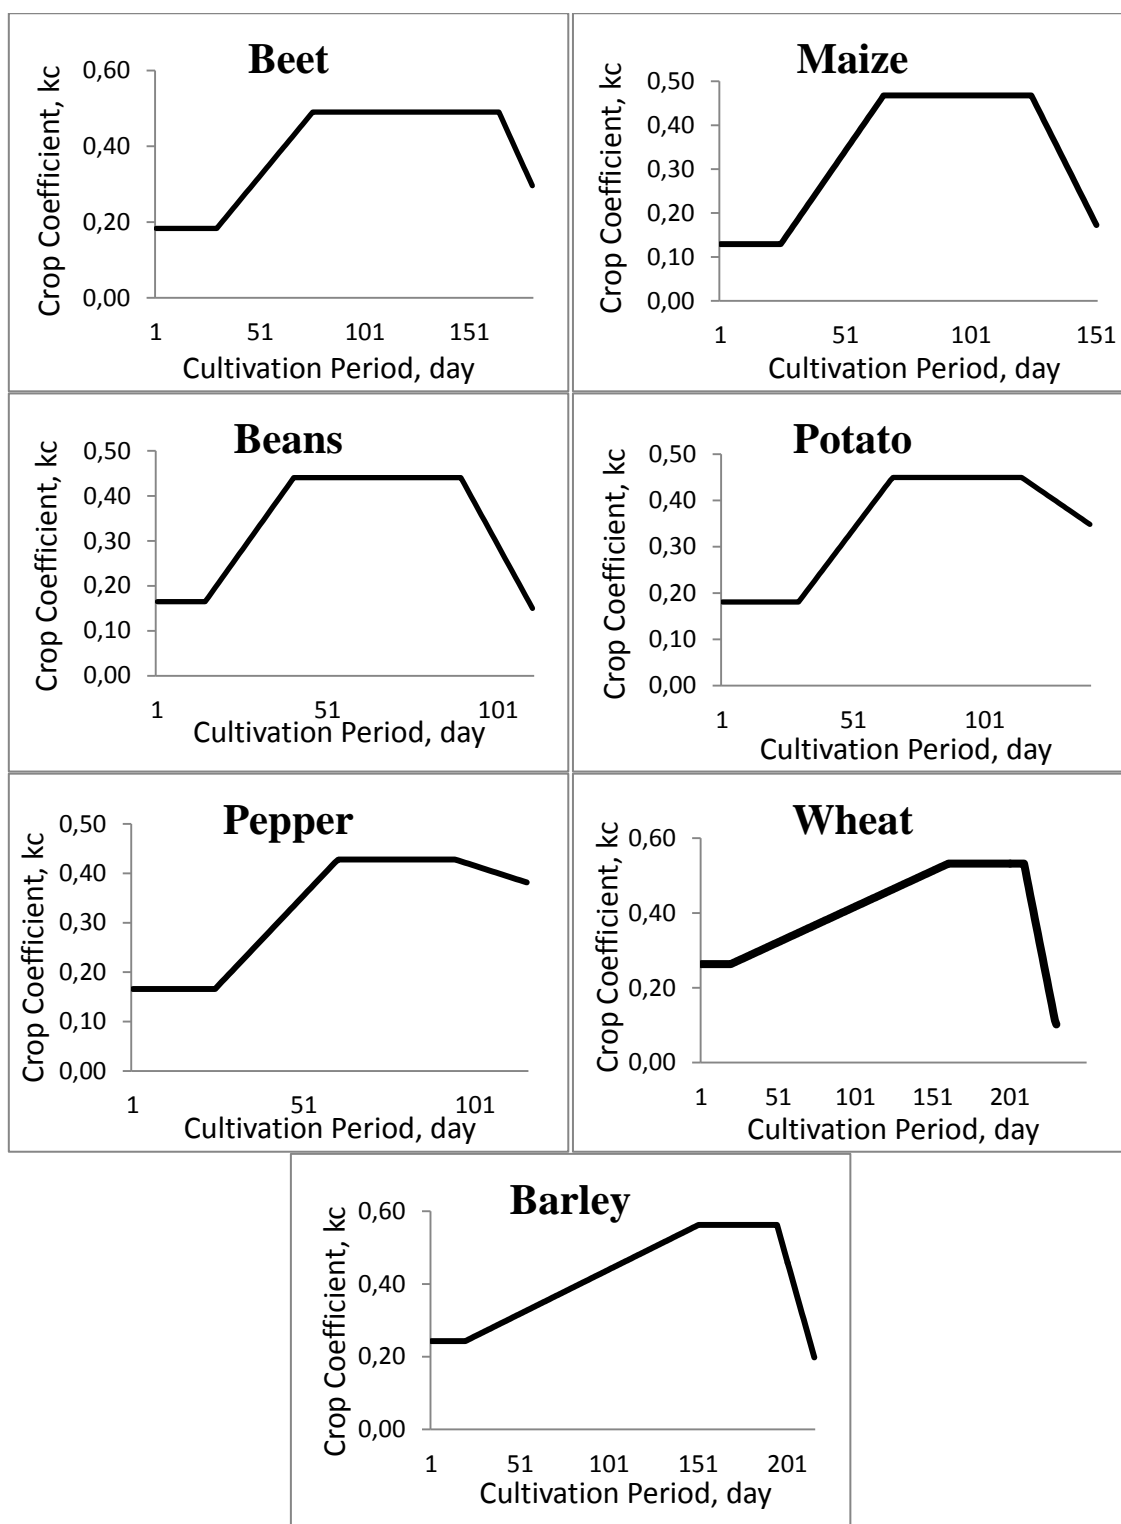 Beet
Crop Coefficient, kc
0,60
0,40
0,20
0,00
1 51 101 151
Cultivation Period, day
Maize
Crop Coefficient, kc
0,50
0,40
0,30
0,20
0,10
0,00
1 51 101 151
Cultivation Period, day
Beans
Crop Coefficient, kc
0,50
0,40
0,30
0,20
0,10
0,00
1 51 101
Cultivation Period, day
Potato
Crop Coefficient, kc
0,50
0,40
0,30
0,20
0,10
0,00
1 51 101
Cultivation Period, day
Pepper
Crop Coefficient, kc
0,50
0,40
0,30
0,20
0,10
0,00
1 51 101
Cultivation Period, day
Wheat
Crop Coefficient, kc
0,60
0,40
0,20
0,00
1 51 101 151 201
Cultivation Period, day
Barley
Crop Coefficient, kc
0,60
0,40
0,20
0,00
1 51 101 151 201
Cultivation Period, day